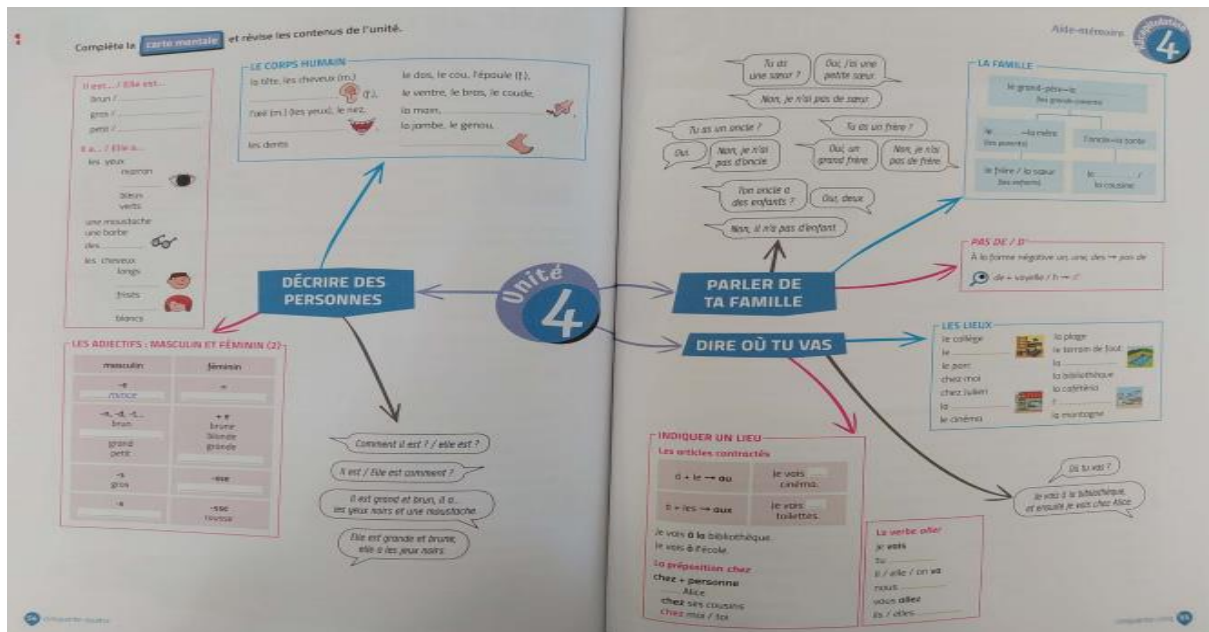 Complète la carte mentale et révise les contenus de l'unité.
Il est... / Elle est...
brun /
gros /
petit /
Il a... / Elle a...
les yeux
marron
bleus
verts
une moustache
une barbe
des
les cheveux
longs
frisés
blancs
LE CORPS HUMAIN
la tête, les cheveux (m.)
(f.),
l'œil (m.) (les yeux), le nez,
les dents
le dos, le cou, l'épaule (f.),
le ventre, le bras, le coude,
la main,
la jambe, le genou,
DÉCRIRE DES
PERSONNES
LES ADJECTIFS : MASCULIN ET FÉMININ (2)
masculin
féminin
-e
=
mince
-n, -d, -t...
+ e
brun
brune
blonde
grand
grande
petit
-s
-sse
gros
-x
-sse
rousse
Comment il est ? / elle est ?
Il est / Elle est comment ?
Il est grand et brun, il a...
les yeux noirs et une moustache.
Elle est grande et brune,
elle a les yeux noirs.
Unité
4
54 cinquante-quatre
Aide-mémoire
Récapitulation
4
Tu as
une sœur ?
Oui, j'ai une
petite sœur.
Non, je n'ai pas de sœur.
Tu as un oncle ?
Oui.
Non, je n'ai
pas d'oncle.
Tu as un frère ?
Oui, un
grand frère.
Non, je n'ai
pas de frère.
Ton oncle a
des enfants ?
Oui, deux.
Non, il n'a pas d'enfant.
LA FAMILLE
le grand-père-la
(les grands-parents)
le -la mère
(les parents)
l'oncle-la tante
le frère / la sœur
(les enfants)
le /
la cousine
PARLER DE
TA FAMILLE
PAS DE / D'
À la forme négative un, une, des → pas de
de + voyelle / h → d'
DIRE OÙ TU VAS
LES LIEUX
le collège
le
le parc
chez moi
chez Julien
la
le cinéma
la plage
le terrain de foot
la
la bibliothèque
la cafétéria
l'
la montagne
INDIQUER UN LIEU
Les articles contractés
à + le → au
Je vais
cinéma.
à + les → aux
Je vais
toilettes.
Je vais à la bibliothèque.
Je vais à l'école.
La préposition chez
chez + personne
Alice
chez ses cousins
chez moi / toi
Le verbe aller
je vais
tu
il / elle / on va
nous
vous allez
ils / elles
Où tu vas ?
Je vais à la bibliothèque,
et ensuite je vais chez Alice.
cinquante-cinq 55